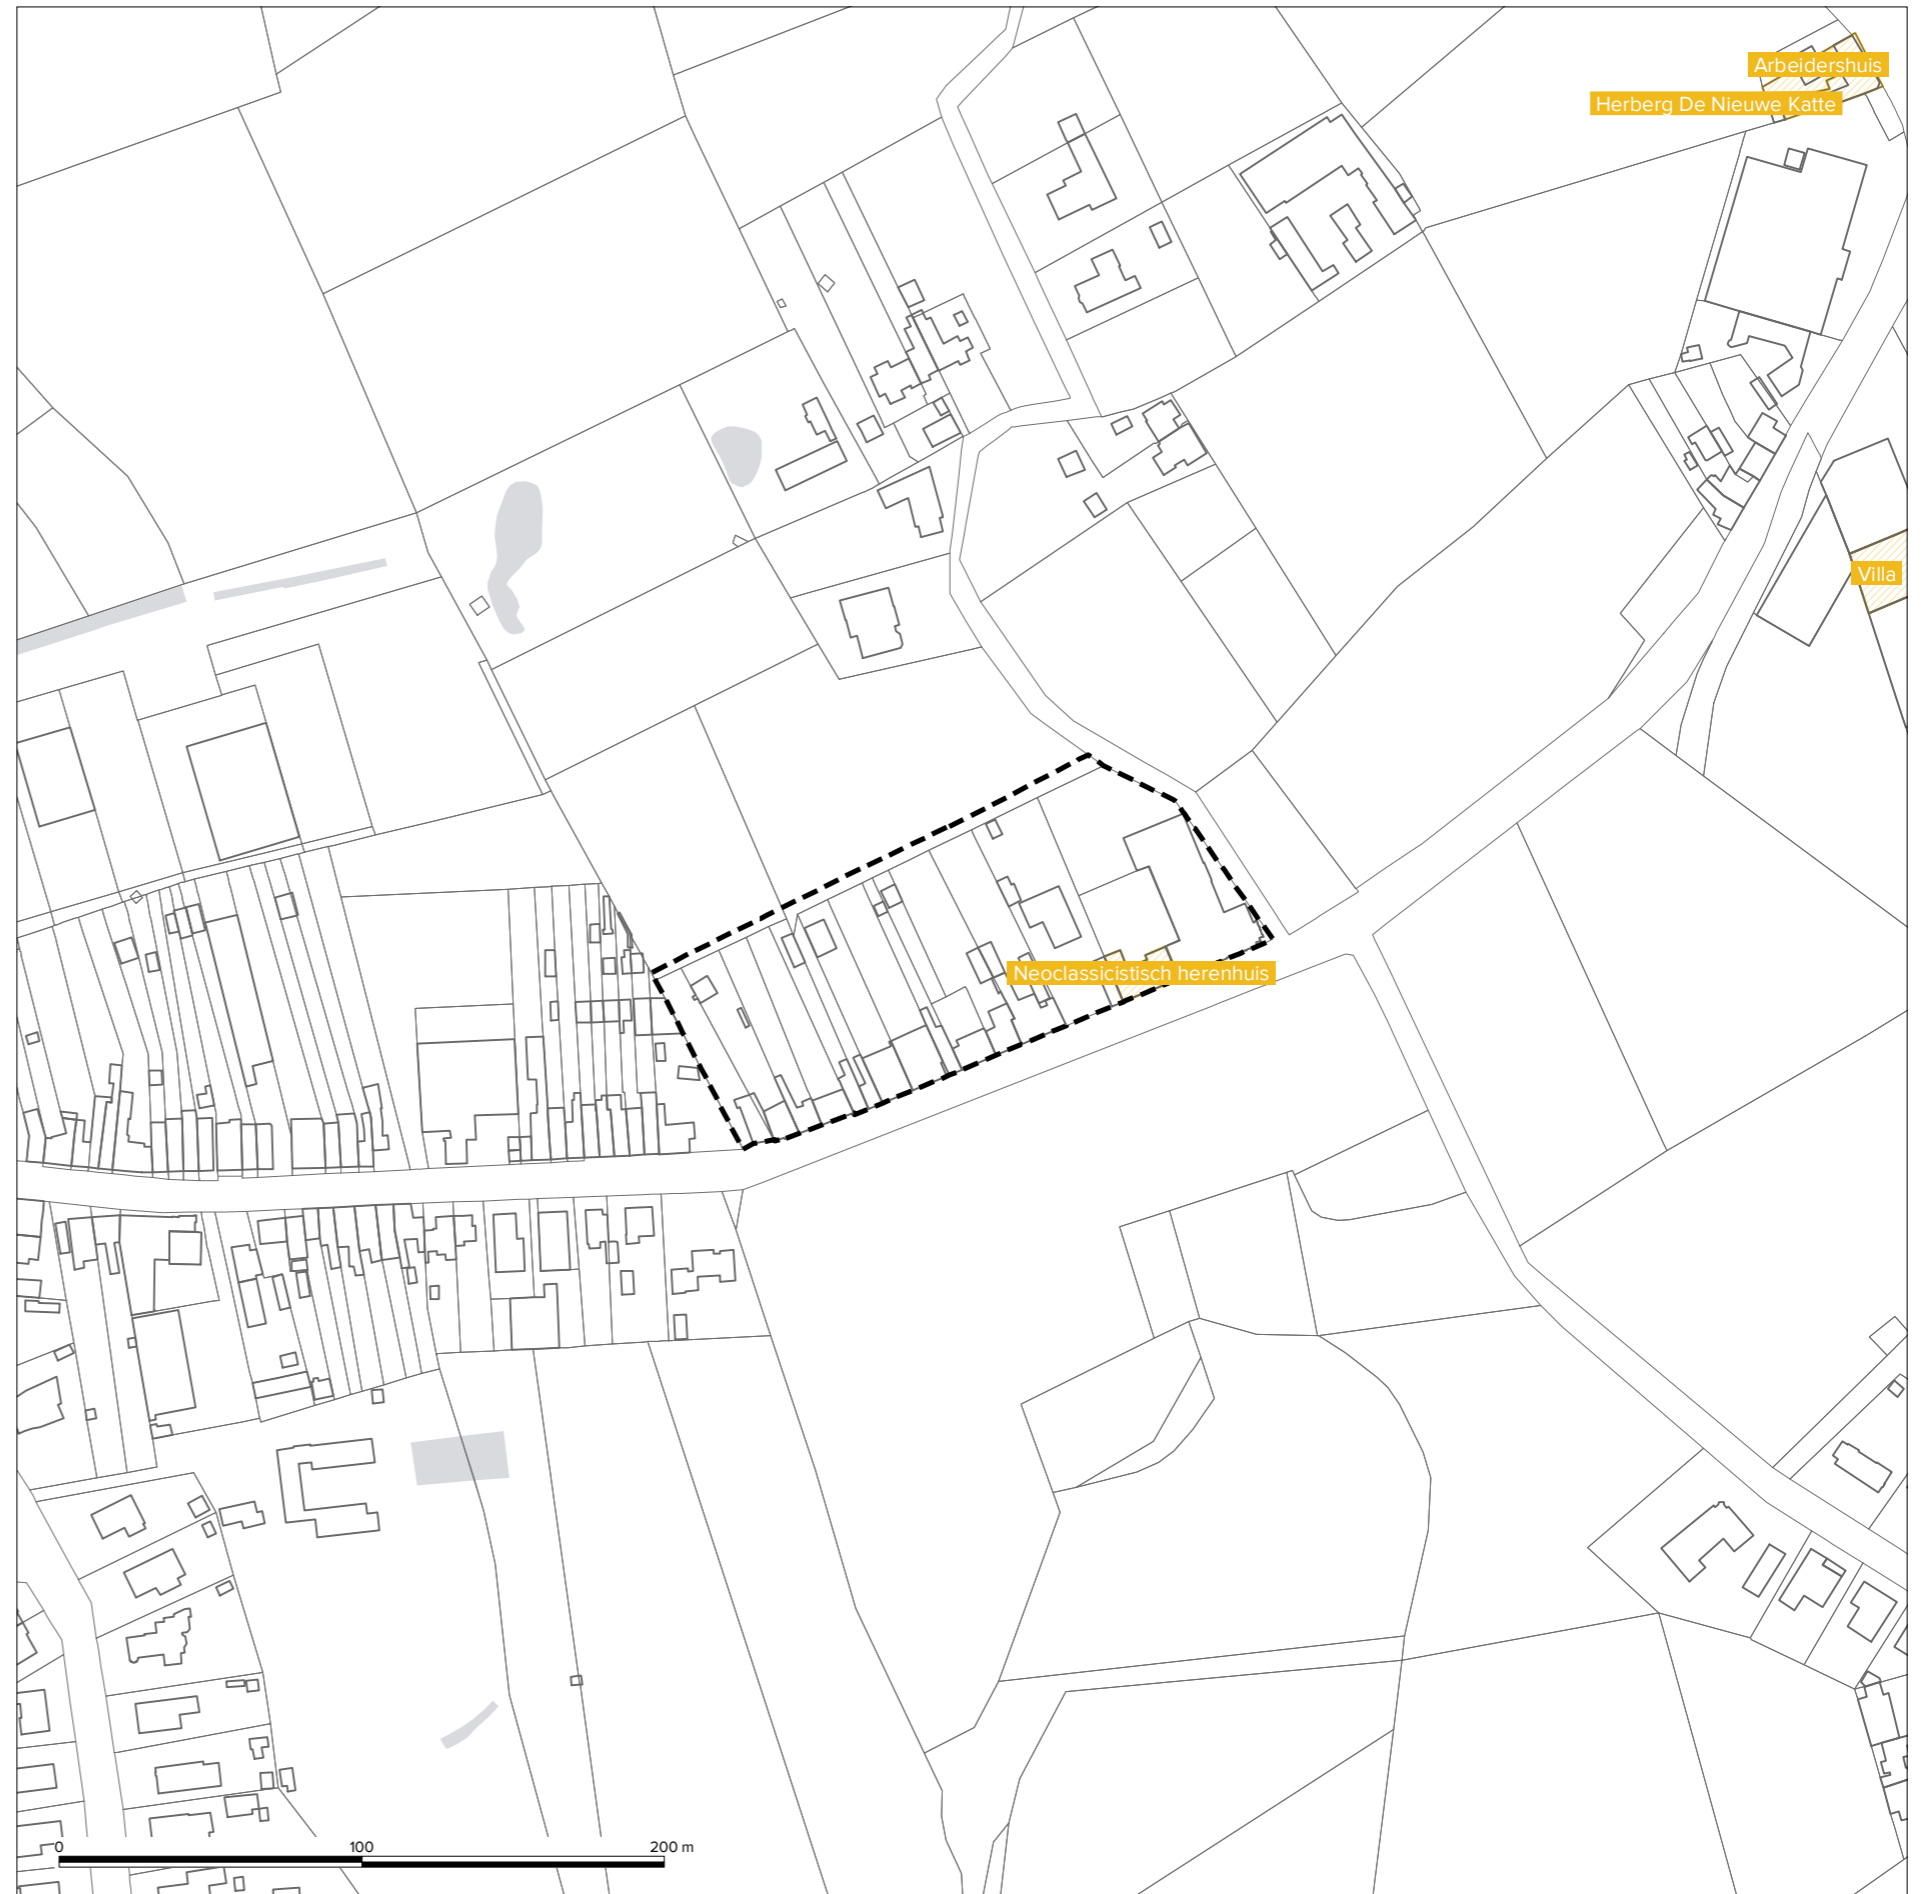 Arbeidershuis
Herberg De Nieuwe Katte
Villa
Neoclassicistisch herenhuis
0 100 200 m